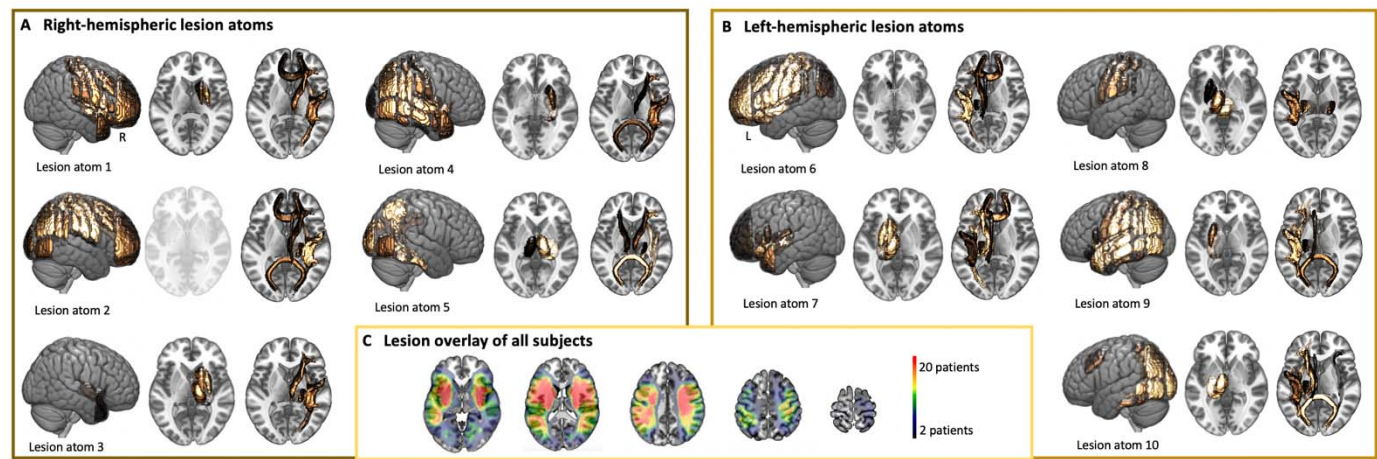 A Right-hemispheric lesion atoms
R
Lesion atom 1
Lesion atom 4
Lesion atom 2
Lesion atom 5
Lesion atom 3
B Left-hemispheric lesion atoms
L
Lesion atom 6
Lesion atom 8
Lesion atom 7
Lesion atom 9
Lesion atom 10
C Lesion overlay of all subjects
20 patients
2 patients